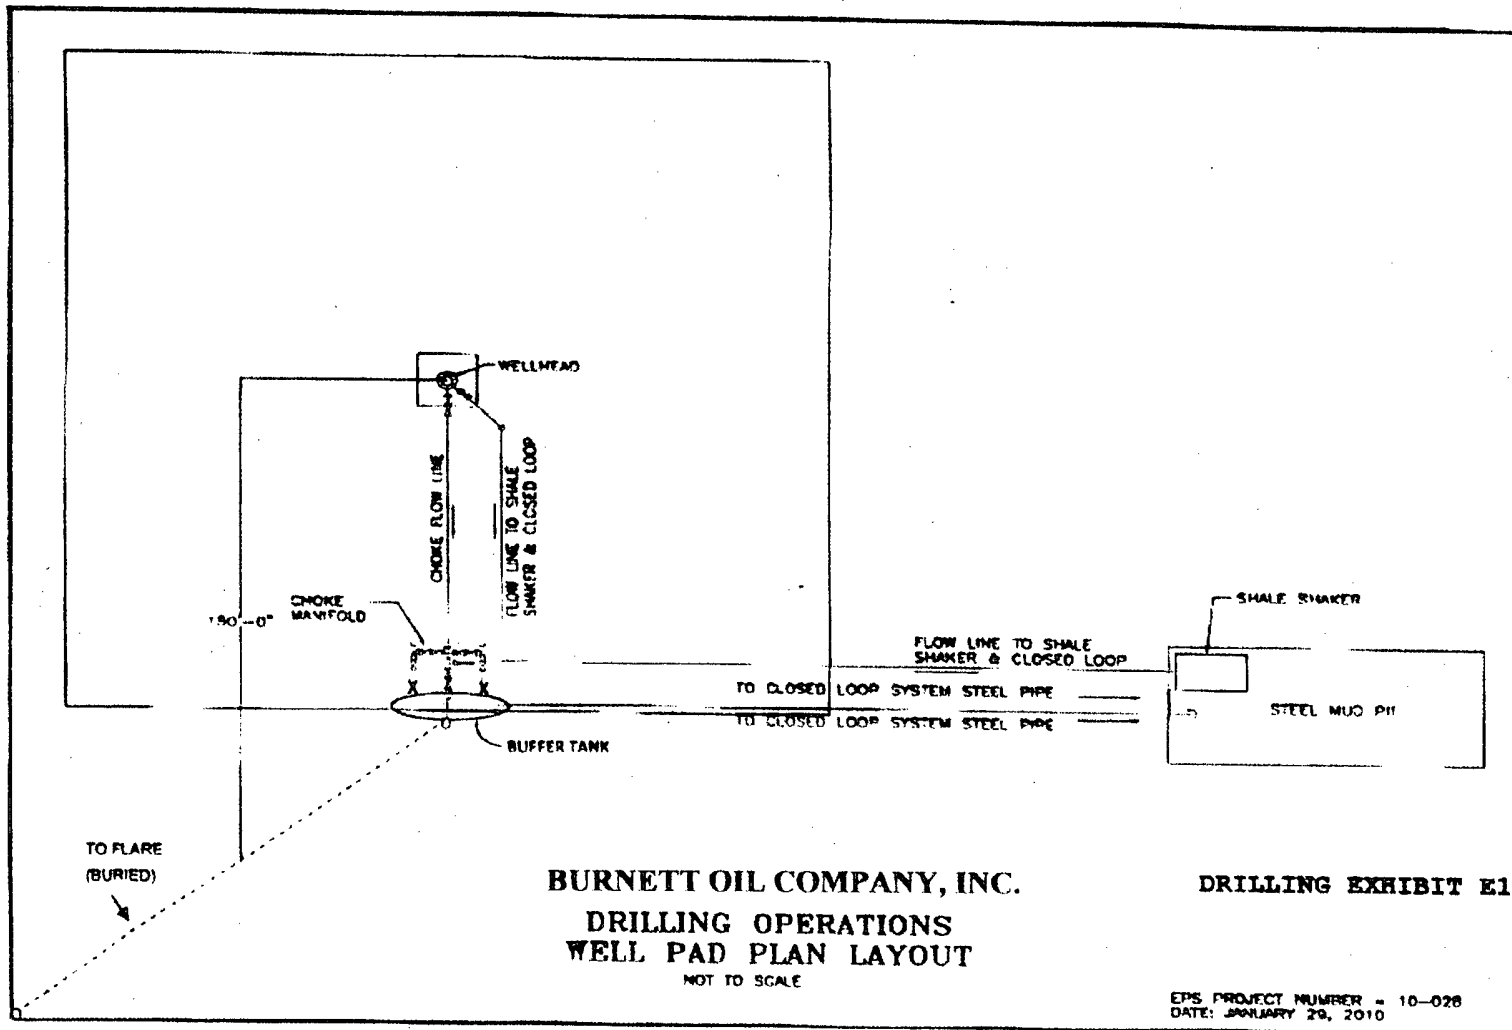 WELLHEAD
CHOKE FLOW LINE
FLOW LINE TO SHALE
SHAKER & CLOSED LOOP
CHOKE
MANIFOLD
SHALE SHAKER
FLOW LINE TO SHALE
SHAKER & CLOSED LOOP
TO CLOSED LOOP SYSTEM STEEL PIPE
TO CLOSED LOOP SYSTEM STEEL PIPE
STEEL MUD PIT
BUFFER TANK
TO FLARE
(BURIED)
BURNETT OIL COMPANY, INC.
DRILLING EXHIBIT E1
DRILLING OPERATIONS
WELL PAD PLAN LAYOUT
NOT TO SCALE
EPS PROJECT NUMBER = 10-028
DATE: JANUARY 29, 2010